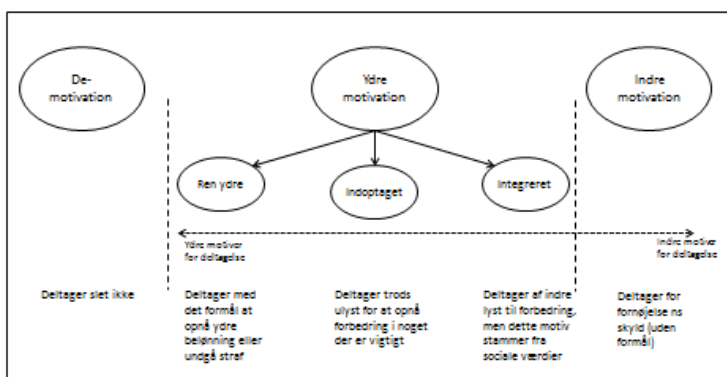 De-
motivation
Ydre
motivation
Indre
motivation
Ren ydre
Indoptaget
Integreret
Ydre motiver
for deltagelse
Indre motiver
for deltagelse
Deltager slet ikke
Deltager med
det formål at
opnå ydre
belønning eller
undgå straf
Deltager trods
ulyst for at opnå
forbedring i noget
der er vigtigt
Deltager af indre
lyst til forbedring,
men dette motiv
stammer fra
sociale værdier
Deltager for
fornøjelse ns
skyld (uden
formål)